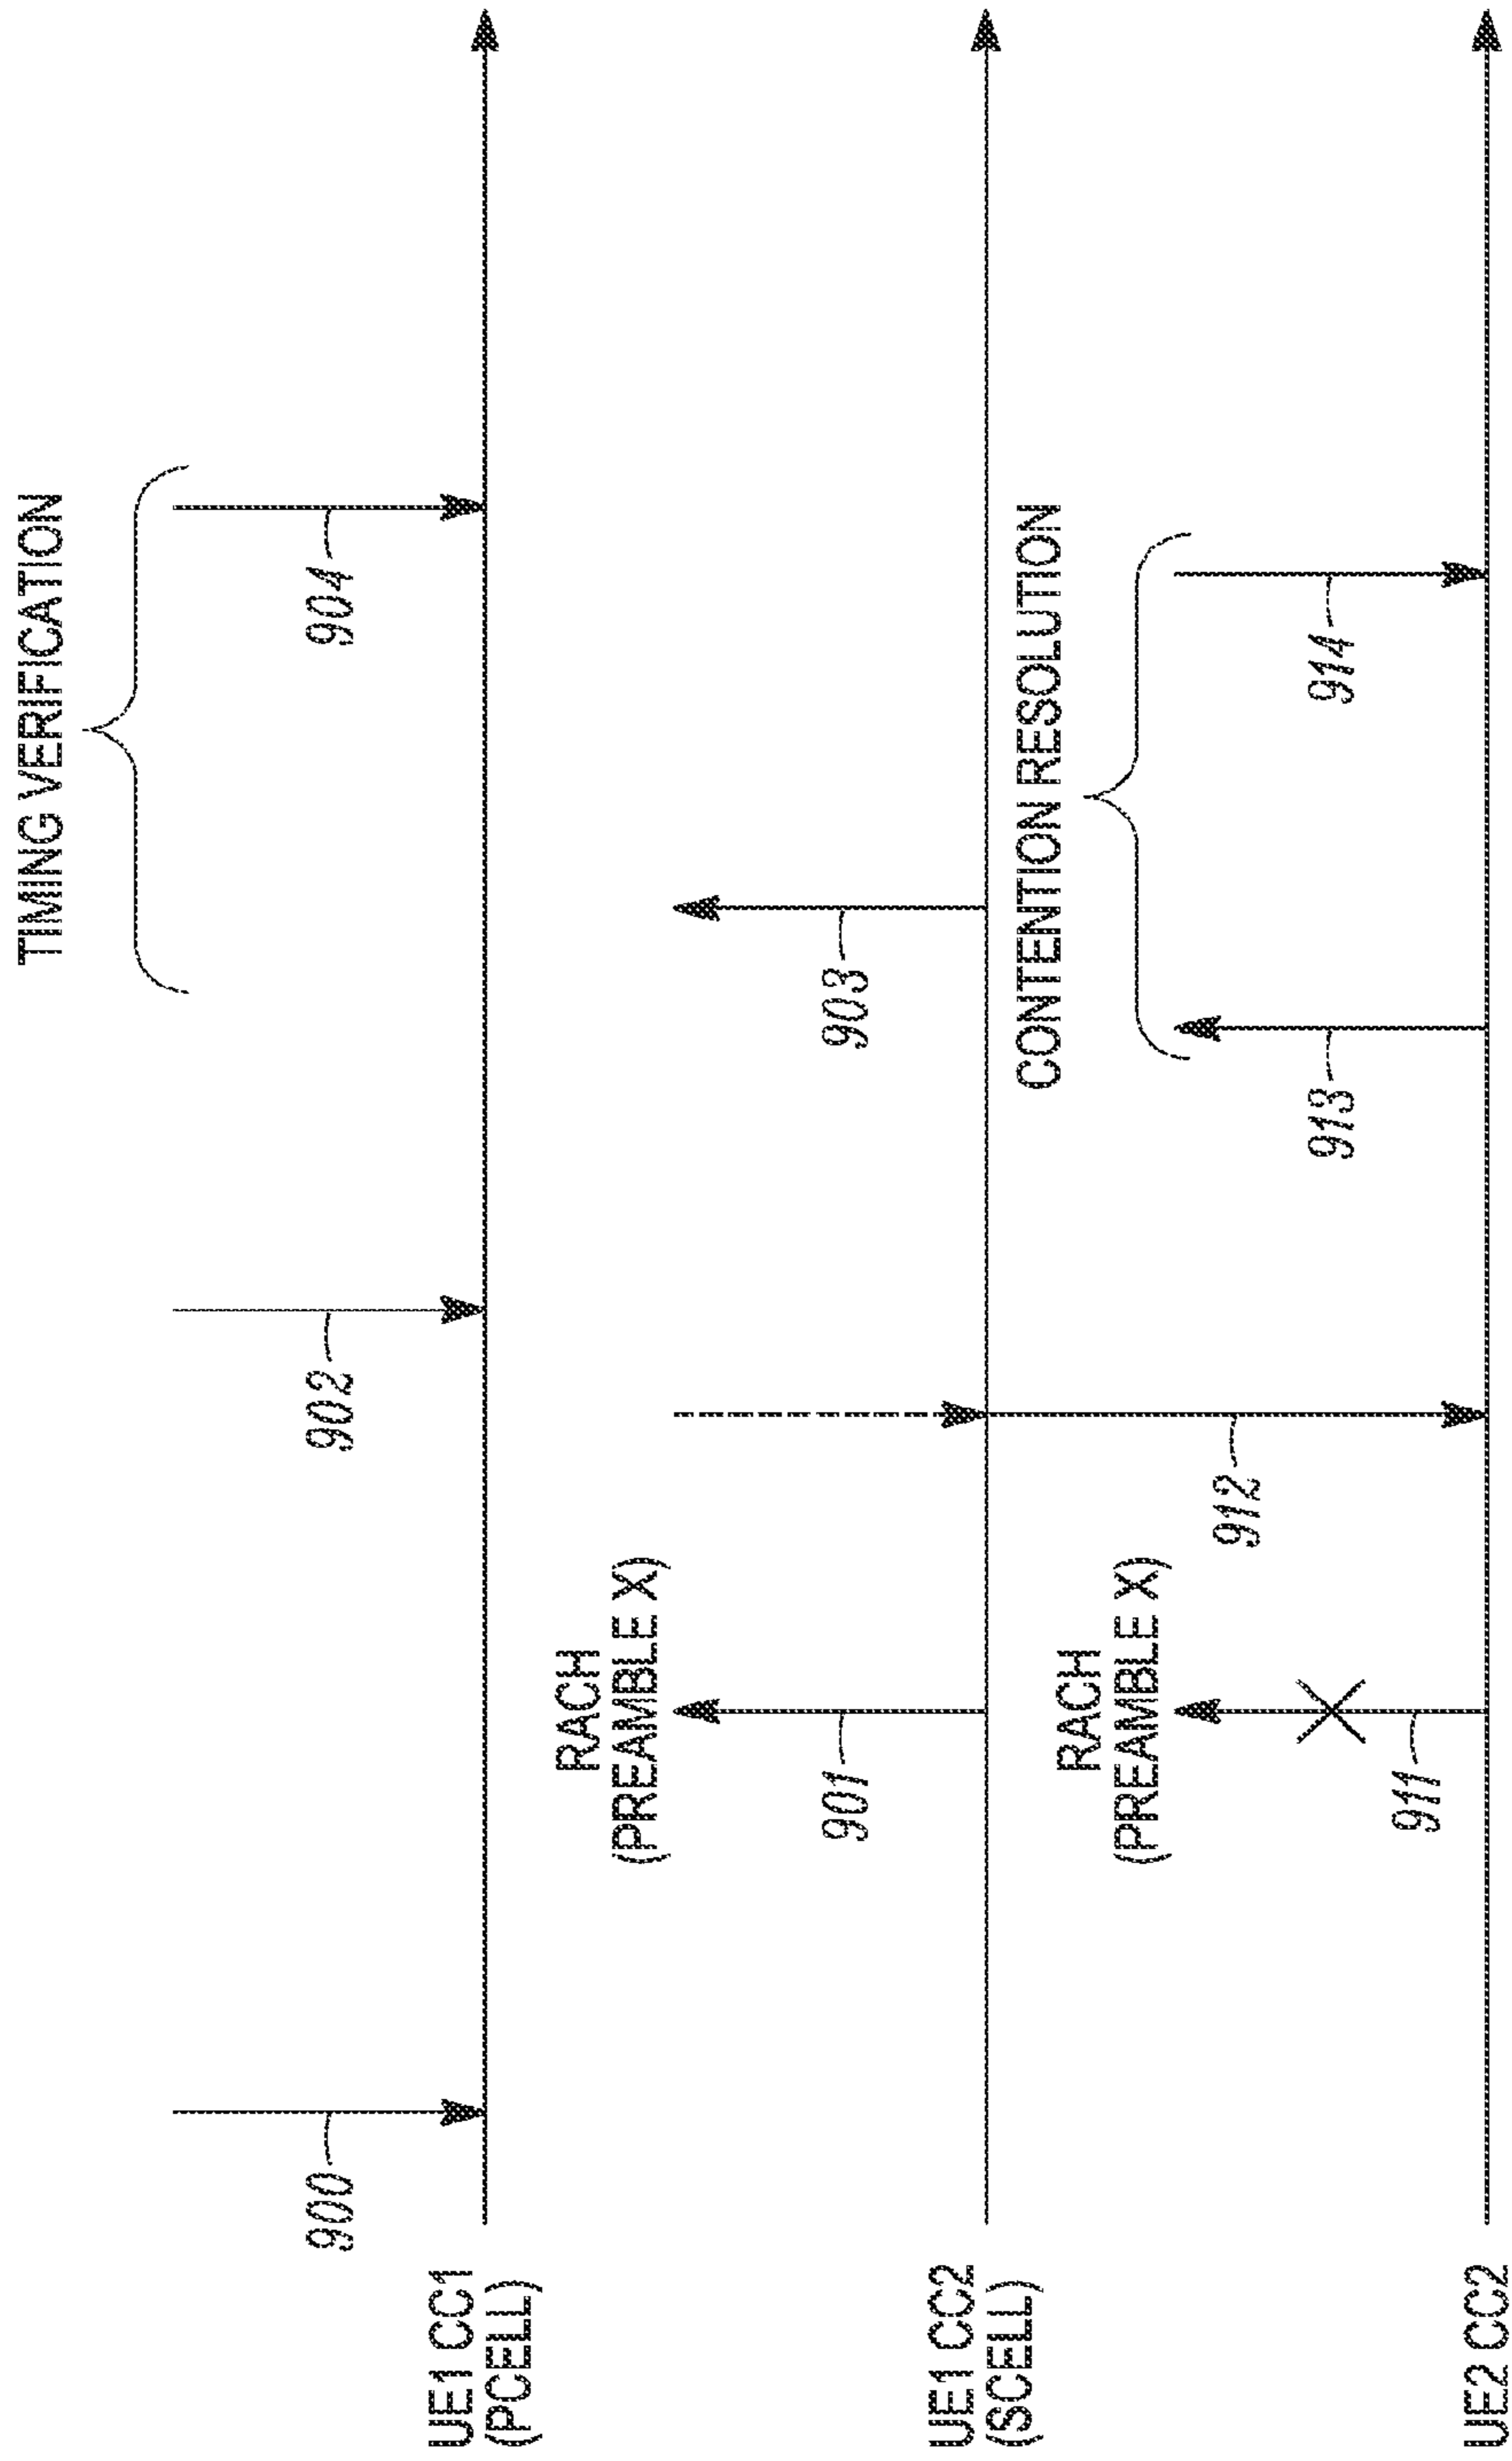 TIMING VERIFICATION
900
902
904
UE1 CC1
(PCELL)
RACH
(PREAMBLE X)
901
903
UE1 CC2
(SCELL)
CONTENTION RESOLUTION
RACH
(PREAMBLE X)
912
913
914
911
UE2 CC2